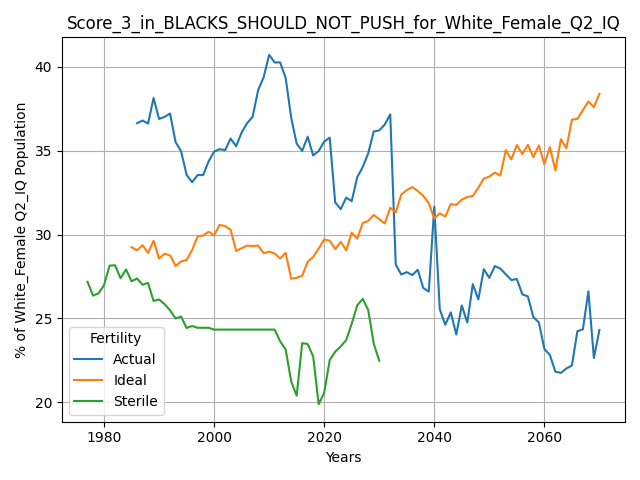 Score_3_in_BLACKS_SHOULD_NOT_PUSH_for_White_Female_Q2_IQ
% of White_Female Q2_IQ Population
40
35
30
25
20
Fertility
Actual
Ideal
Sterile
1980
2000
2020
2040
2060
Years